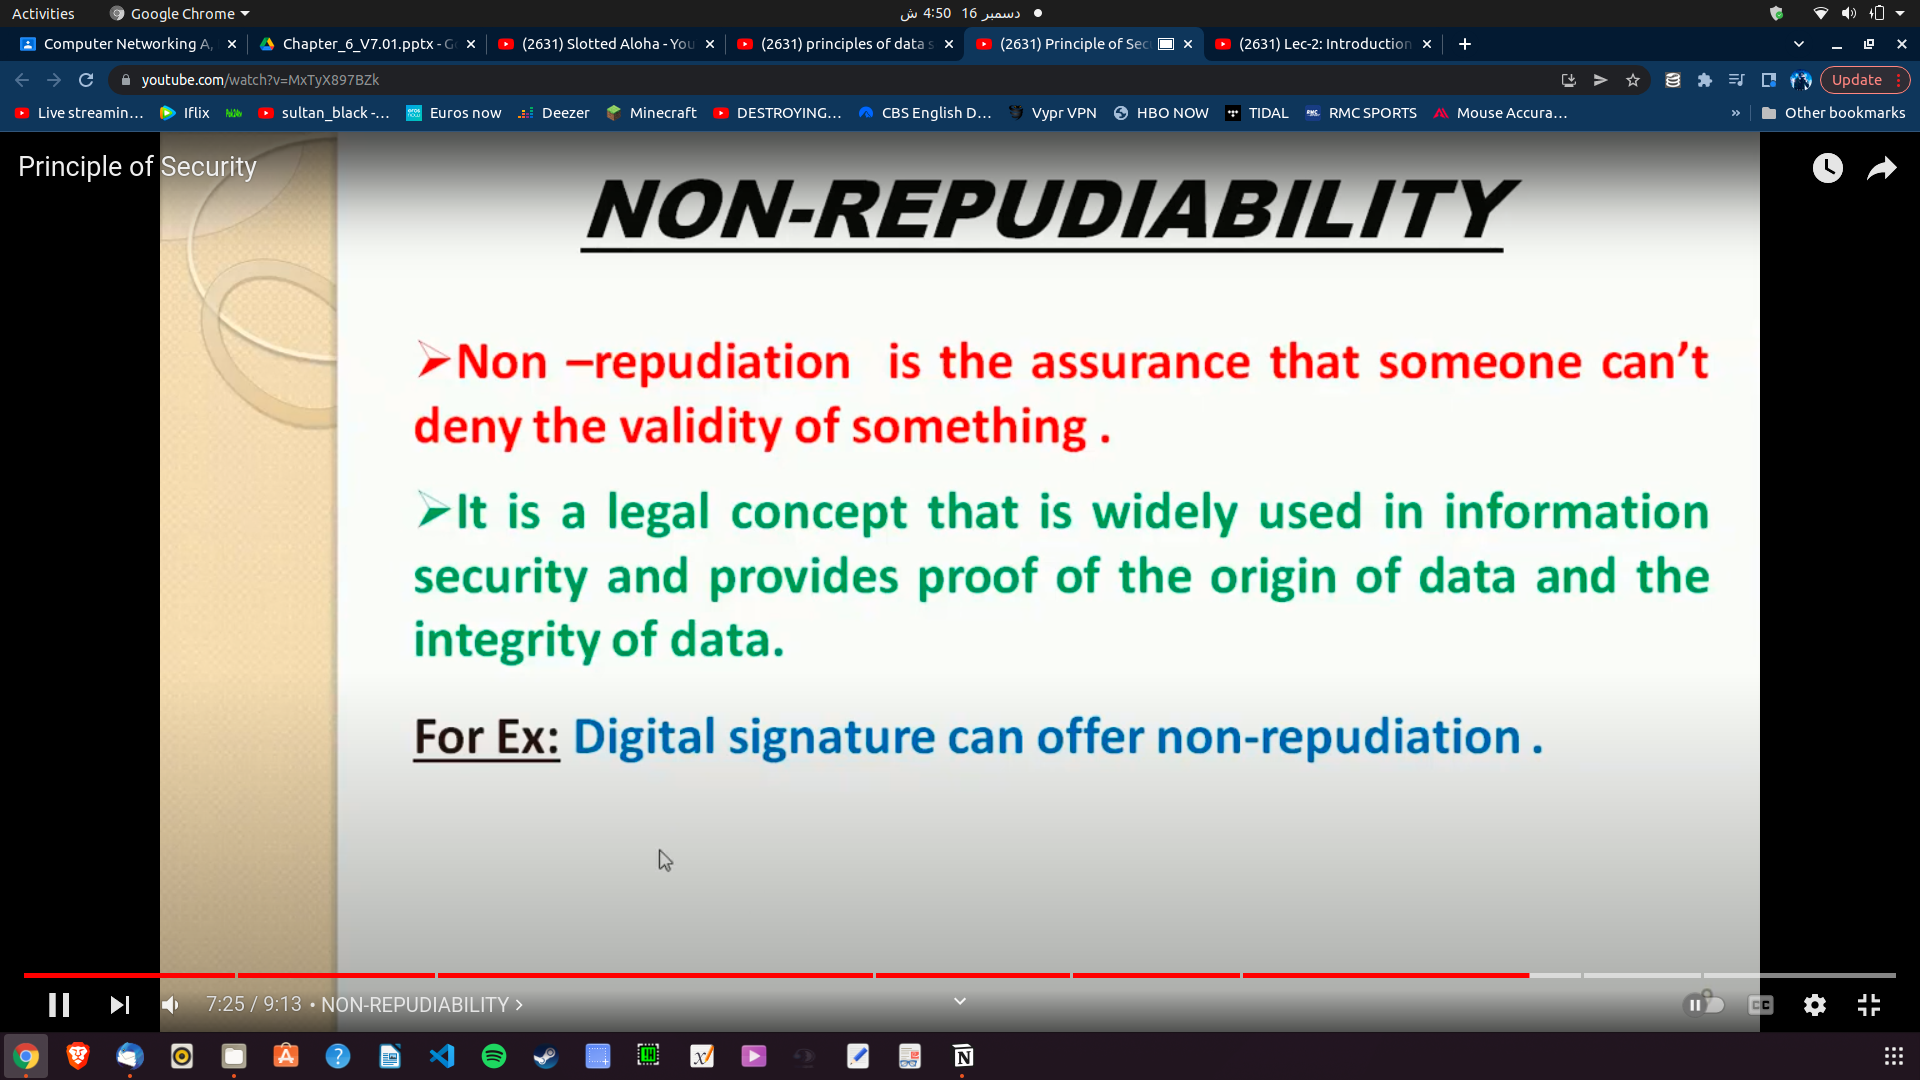 Activities
Google Chrome
دسمبر 16  4:50 ش
Computer Networking A
Chapter_6_V7.01.pptx - G
(2631) Slotted Aloha - You
(2631) principles of data s
(2631) Principle of Sec
(2631) Lec-2: Introduction
youtube.com/watch?v=MxTyX897BZk
Update
Live streamin...
Iflix
sultan_black -...
Euros now
Deezer
Minecraft
DESTROYING...
CBS English D...
Vypr VPN
HBO NOW
TIDAL
RMC SPORTS
Mouse Accura...
»
Other bookmarks
Principle of Security
NON-REPUDIABILITY
Non –repudiation is the assurance that someone can't
deny the validity of something .
It is a legal concept that is widely used in information
security and provides proof of the origin of data and the
integrity of data.
For Ex: Digital signature can offer non-repudiation .
7:25 / 9:13 • NON-REPUDIABILITY
CC